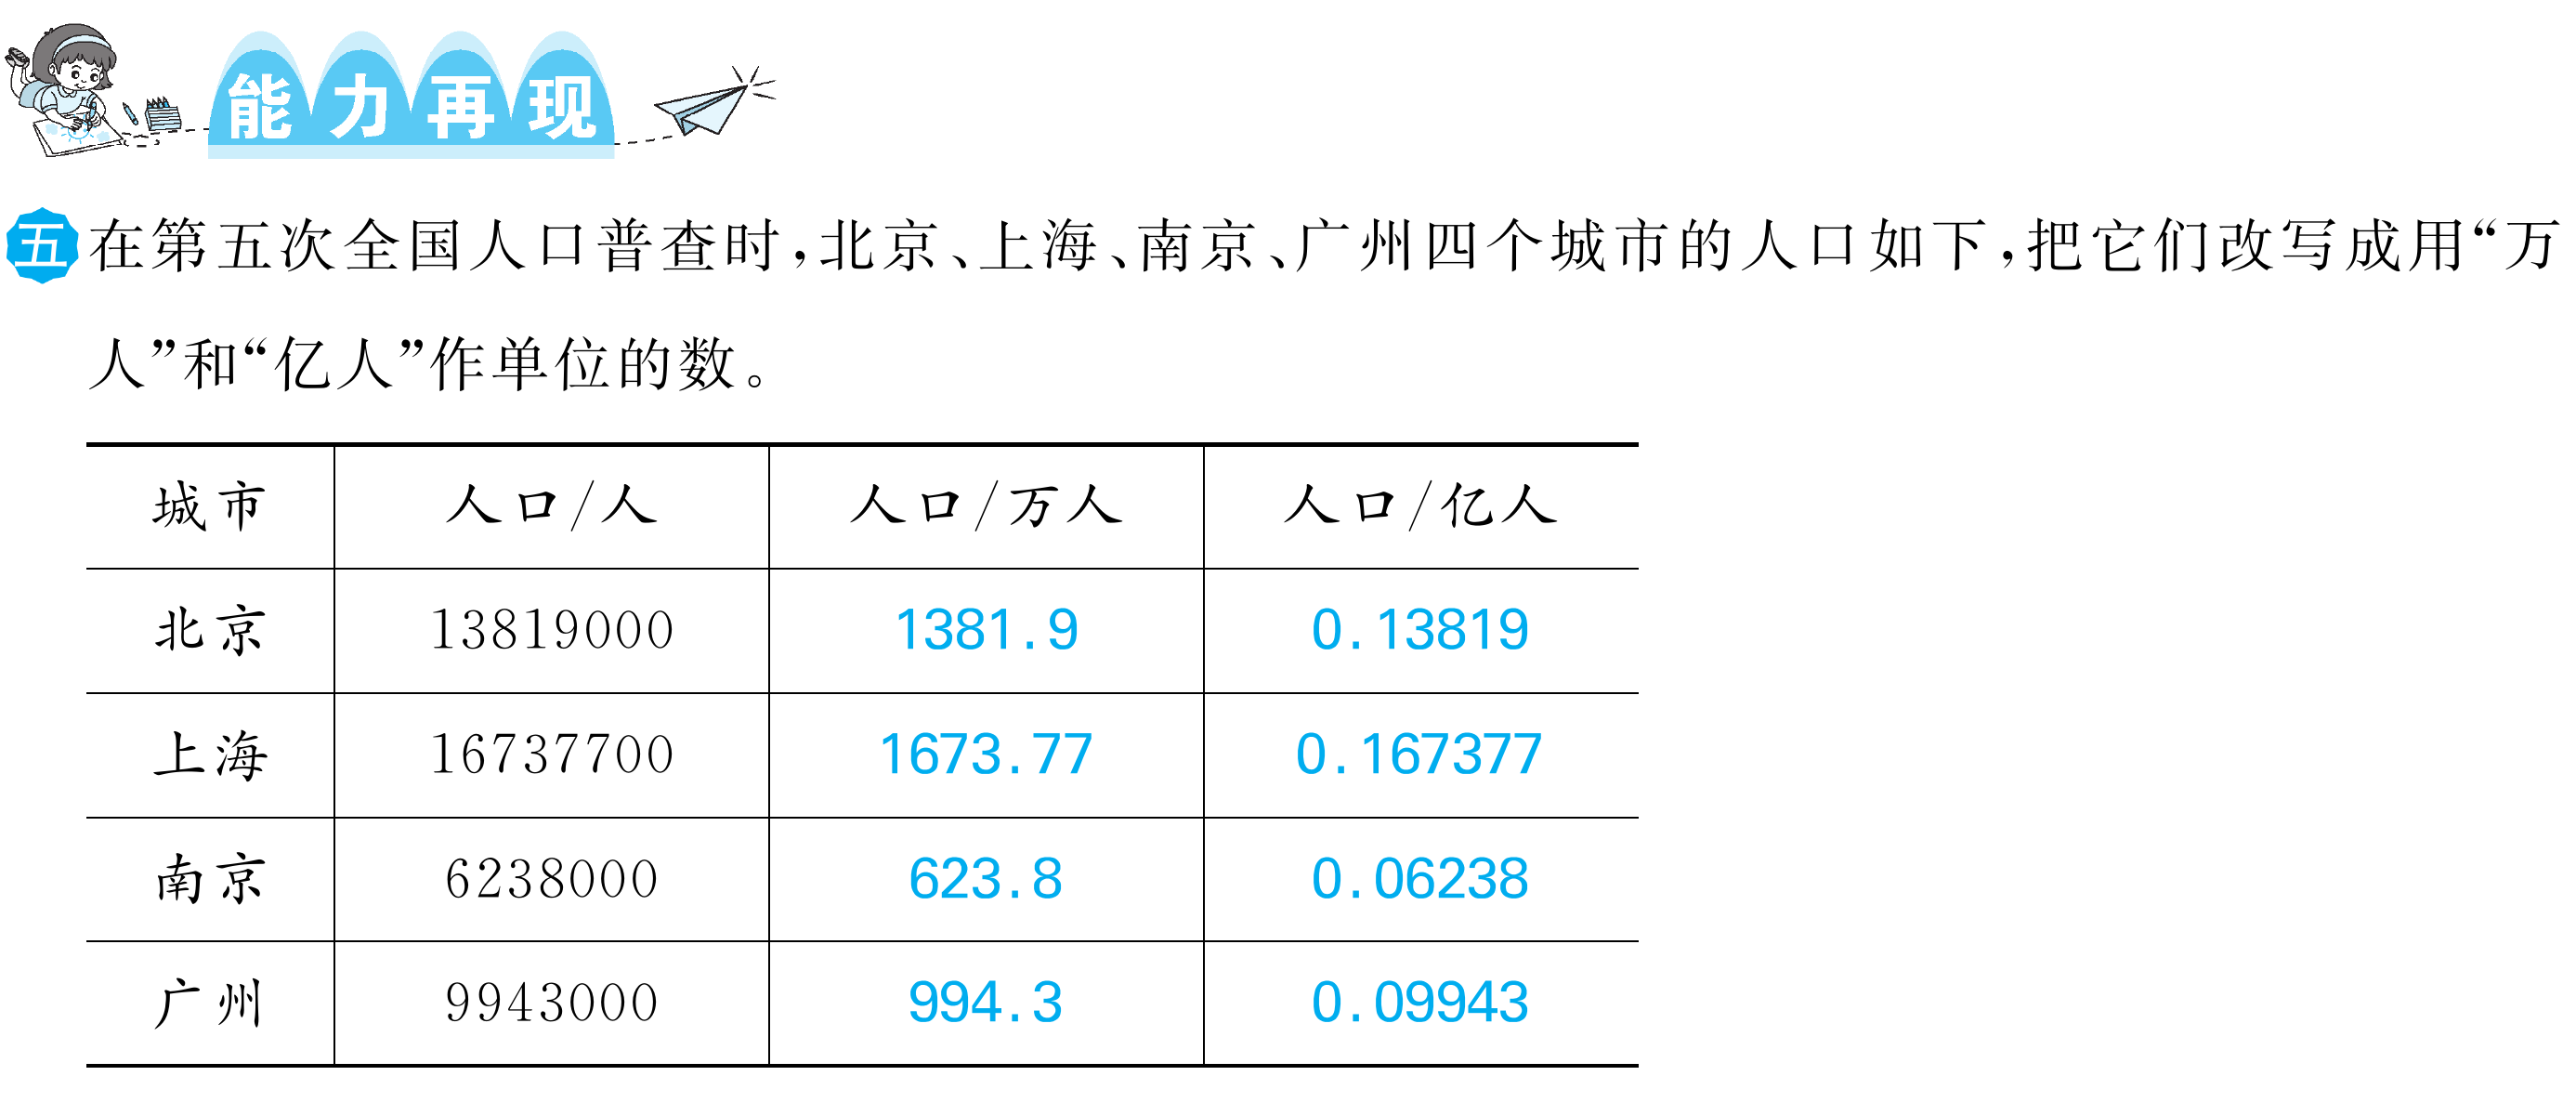 能力再现
五 在第五次全国人口普查时,北京、上海、南京、广州四个城市的人口如下,把它们改写成用“万
人”和“亿人”作单位的数。
城市 人口/人 人口/万人 人口/亿人
北京 13819000 1381.9 0.13819
上海 16737700 1673.77 0.167377
南京 6238000 623.8 0.06238
广州 9943000 994.3 0.09943